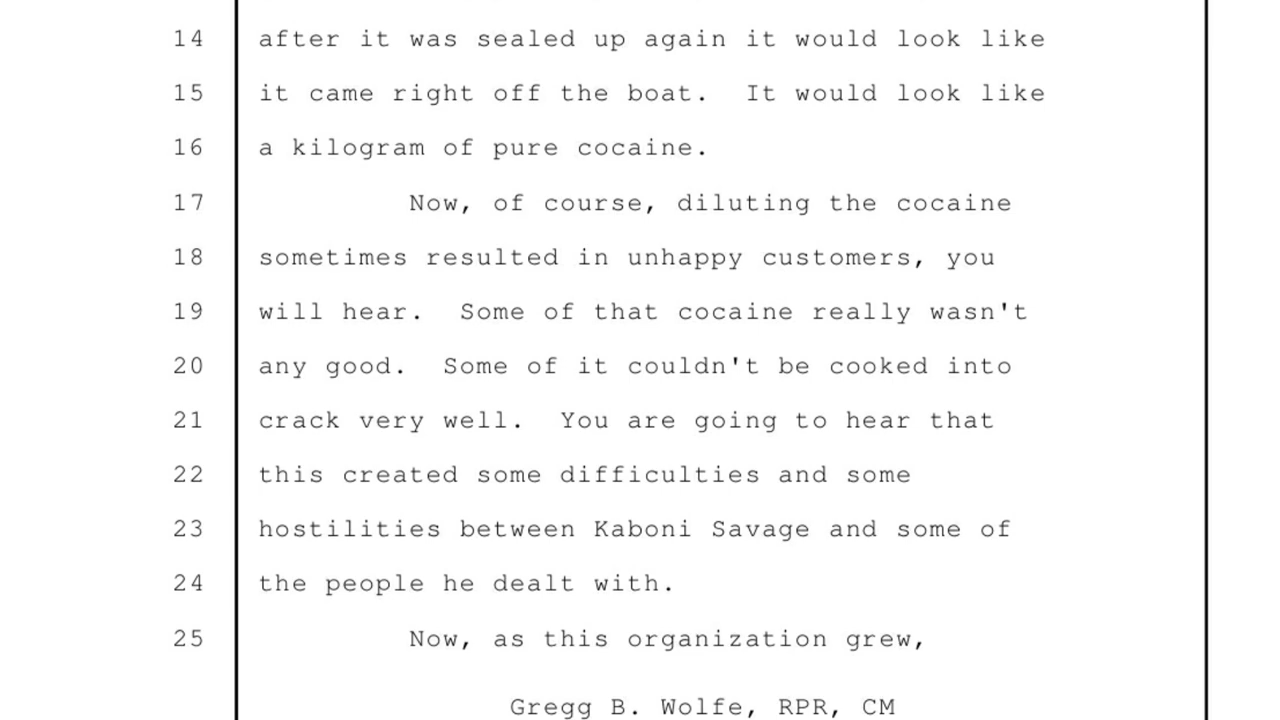 14 after it was sealed up again it would look like
15 it came right off the boat.  It would look like
16 a kilogram of pure cocaine.
17 Now, of course, diluting the cocaine
18 sometimes resulted in unhappy customers, you
19 will hear.  Some of that cocaine really wasn't
20 any good.  Some of it couldn't be cooked into
21 crack very well.  You are going to hear that
22 this created some difficulties and some
23 hostilities between Kaboni Savage and some of
24 the people he dealt with.
25 Now, as this organization grew,
Gregg B. Wolfe, RPR, CM